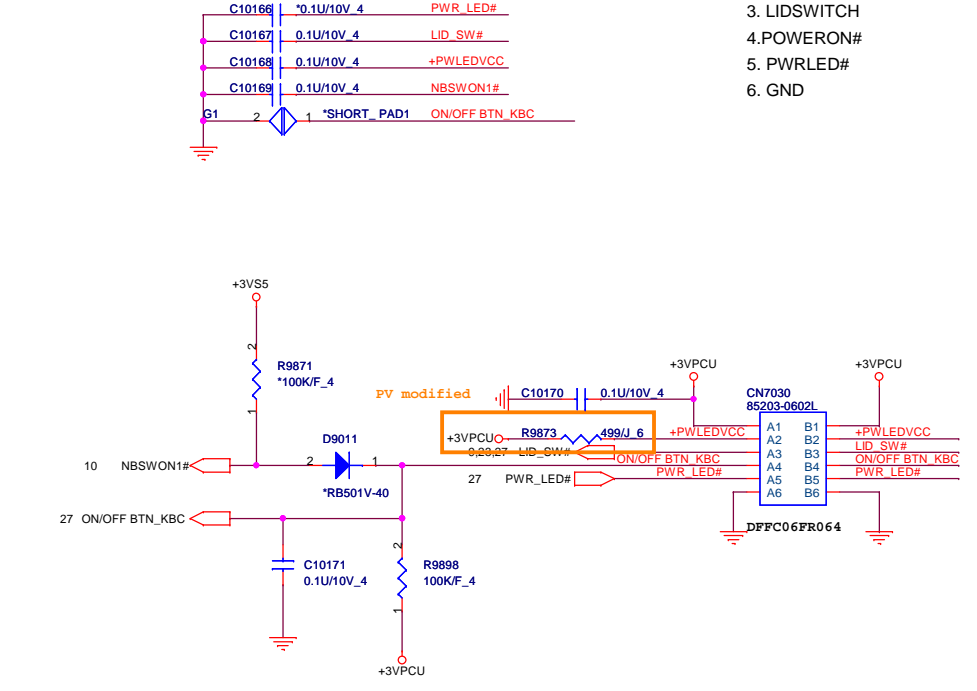 C10166 *0.1U/10V_4 PWR_LED#
C10167 0.1U/10V_4 LID_SW#
C10168 0.1U/10V_4 +PWLEDVCC
C10169 0.1U/10V_4 NBSWON1#
G1 2 1 *SHORT_ PAD1 ON/OFF BTN_KBC
3. LIDSWITCH
4.POWERON#
5. PWRLED#
6. GND
+3VS5
2
R9871
*100K/F_4
1
PV modified
+3VPCU
+3VPCU
C10170 0.1U/10V_4
CN7030
85203-0602L
+3VPCU R9873 499/J_6 +PWLEDVCC
LID_SW#
ON/OFF BTN_KBC
27 PWR_LED# PWR_LED#
A1 B1
A2 B2 +PWLEDVCC
A3 B3 LID_SW#
A4 B4 ON/OFF BTN_KBC
A5 B5 PWR_LED#
A6 B6
DFFC06FR064
D9011
10 NBSWON1# 2 1
*RB501V-40
27 ON/OFF BTN_KBC
C10171
0.1U/10V_4
2
R9898
100K/F_4
1
+3VPCU